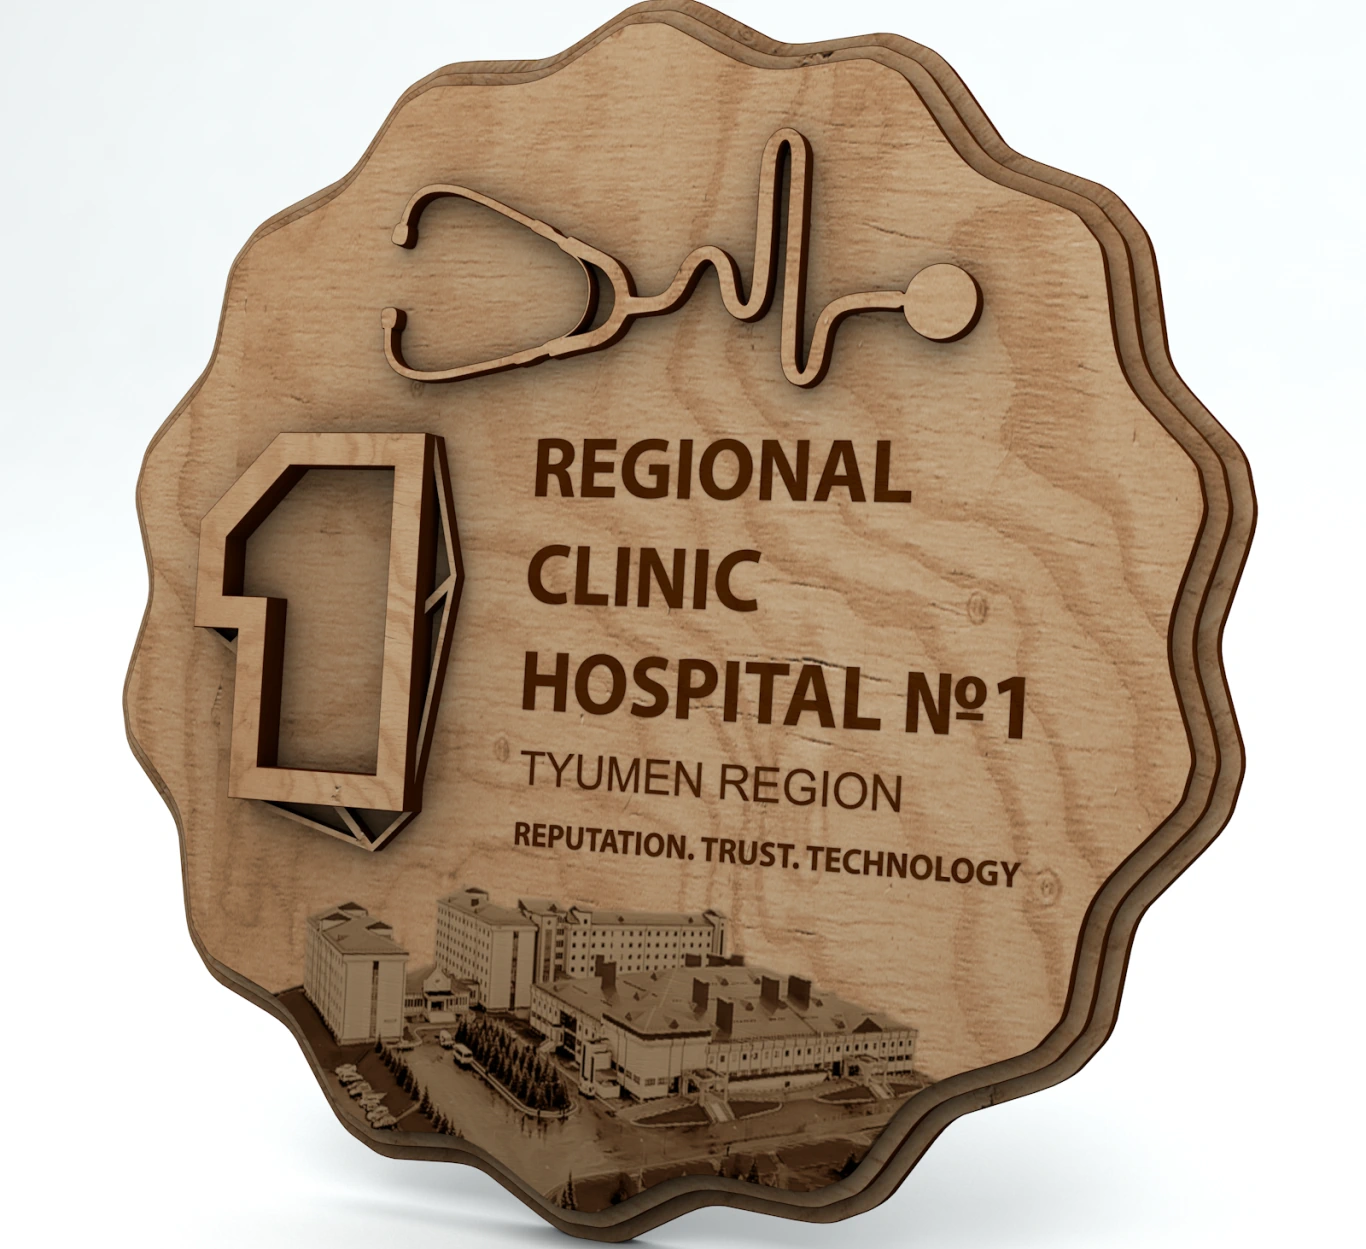 1
REGIONAL
CLINIC
HOSPITAL №1
TYUMEN REGION
REPUTATION. TRUST. TECHNOLOGY